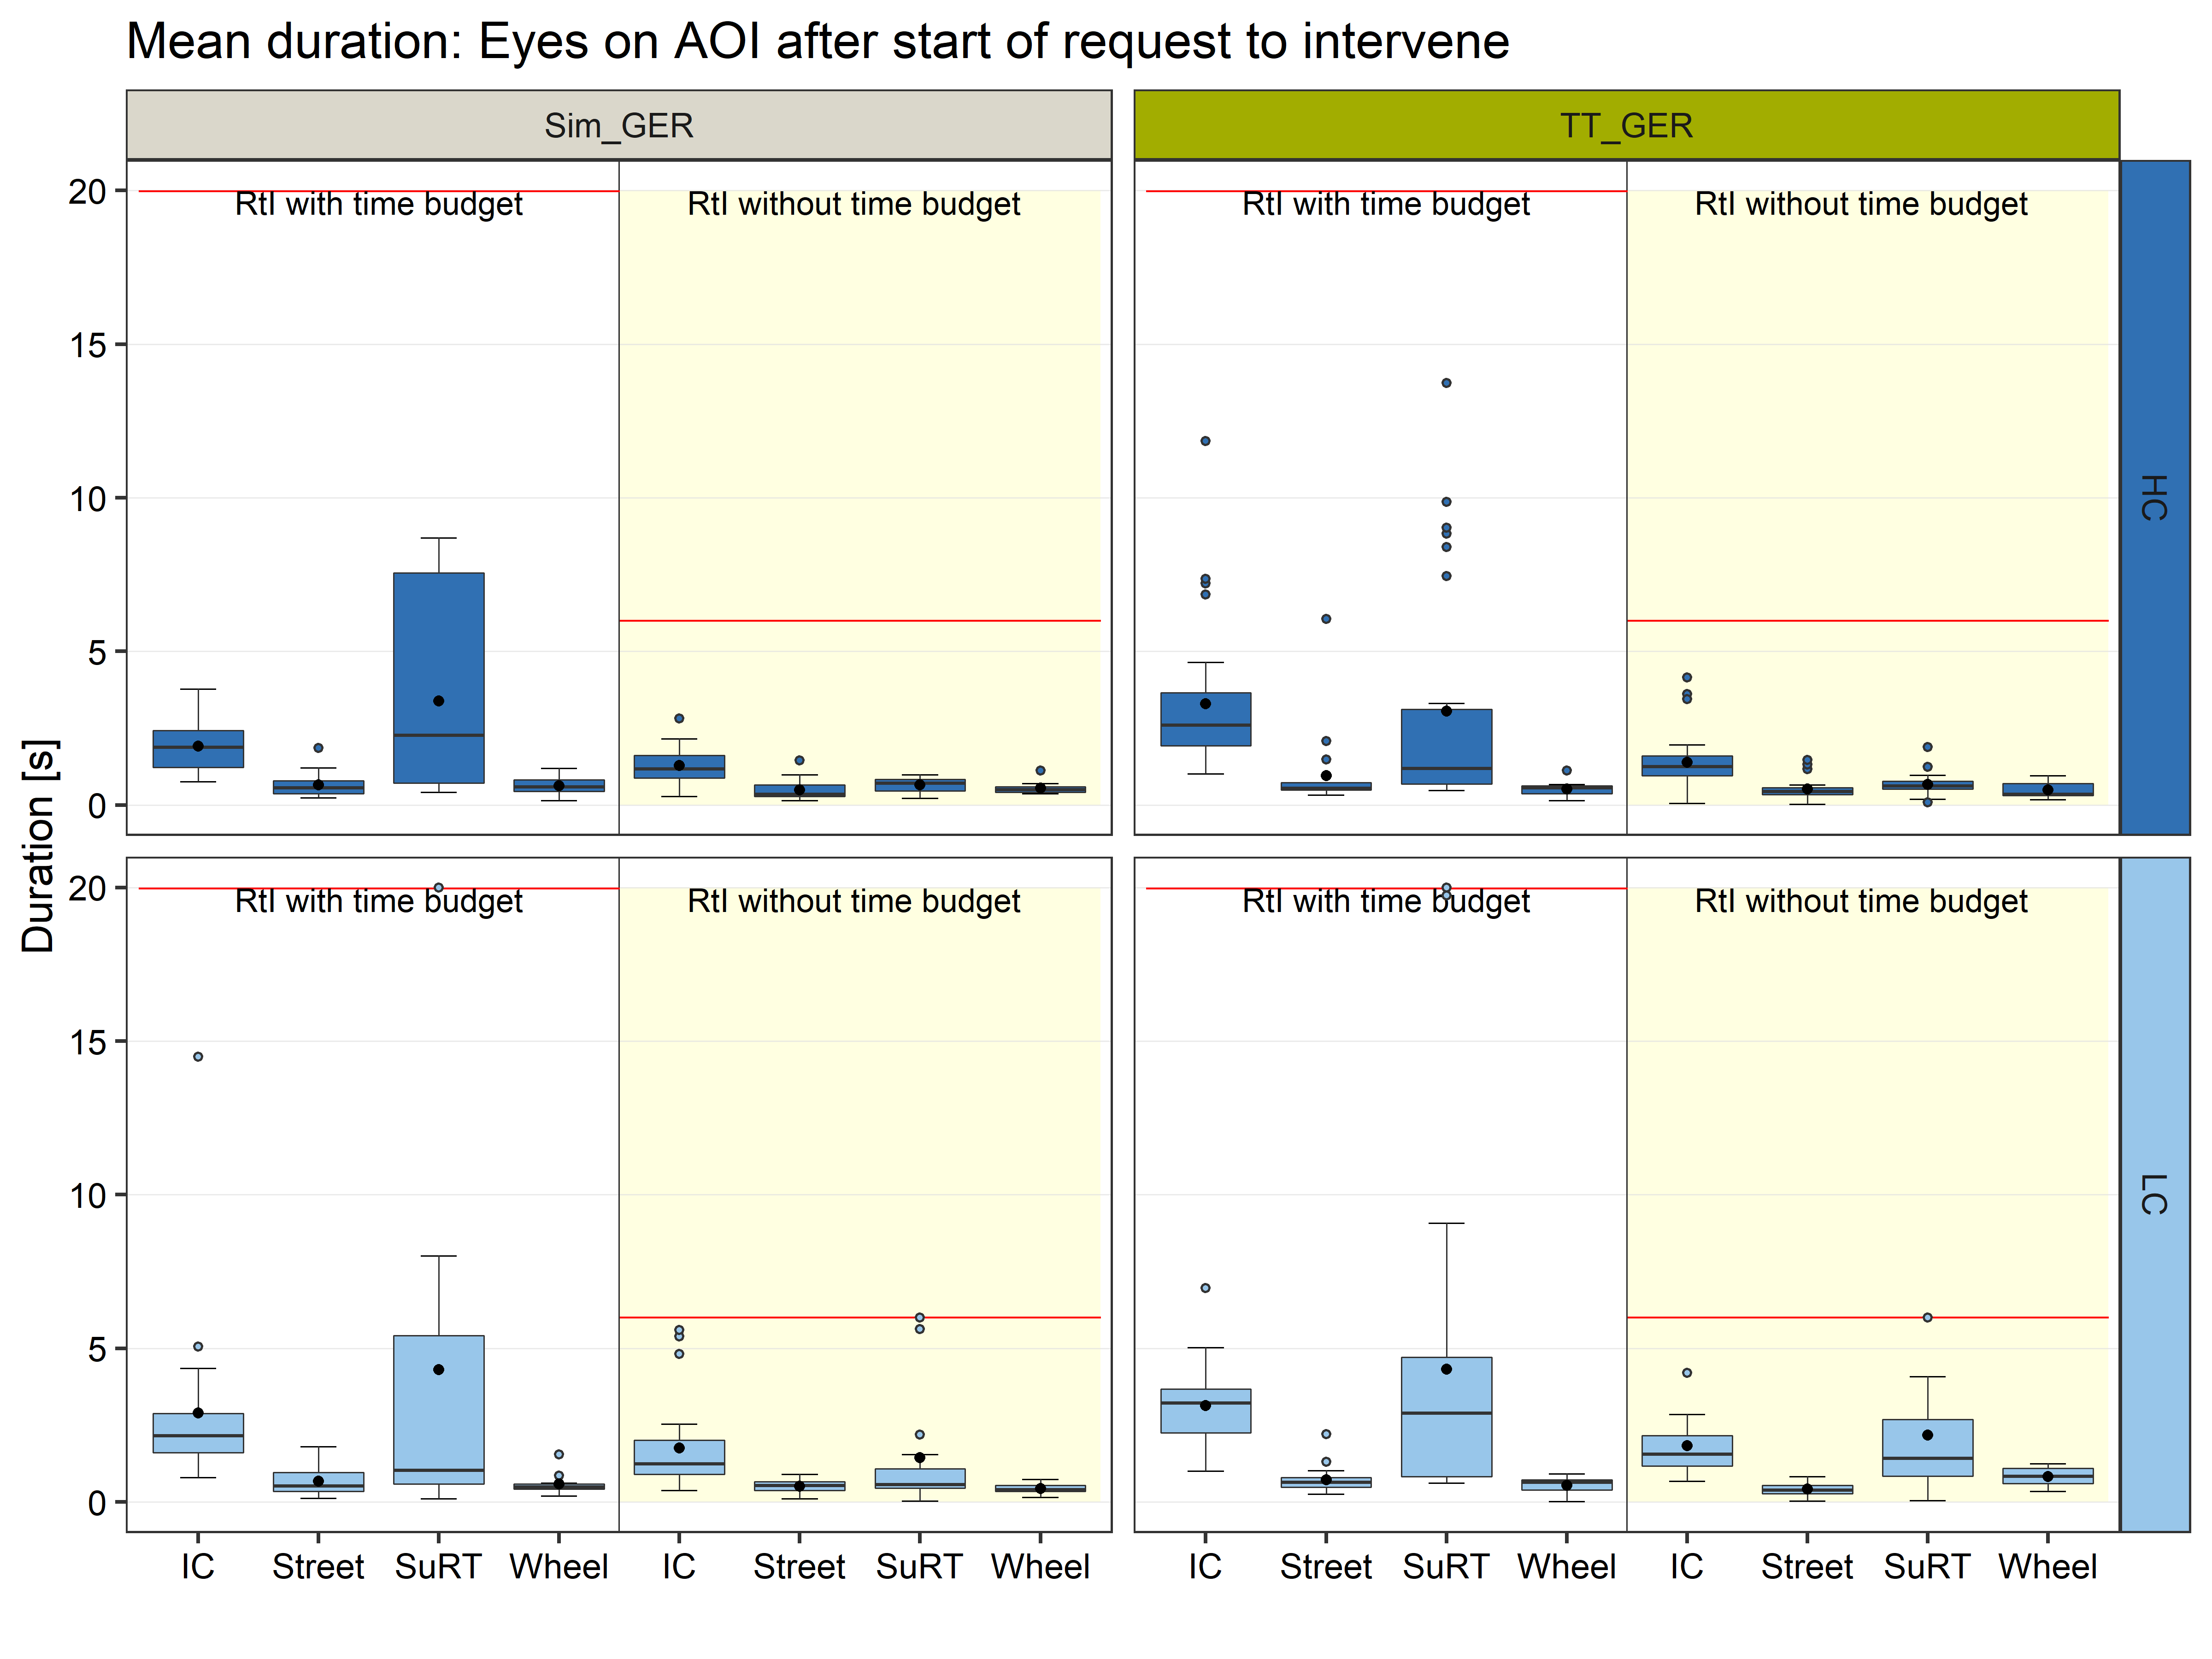 Mean duration: Eyes on AOI after start of request to intervene
Sim_GER
TT_GER
20
RtI with time budget
RtI without time budget
RtI with time budget
RtI without time budget
15
10
5
0
HC
Duration [s]
20
RtI with time budget
RtI without time budget
RtI with time budget
RtI without time budget
15
10
5
0
LC
IC Street SuRT Wheel IC Street SuRT Wheel
IC Street SuRT Wheel IC Street SuRT Wheel